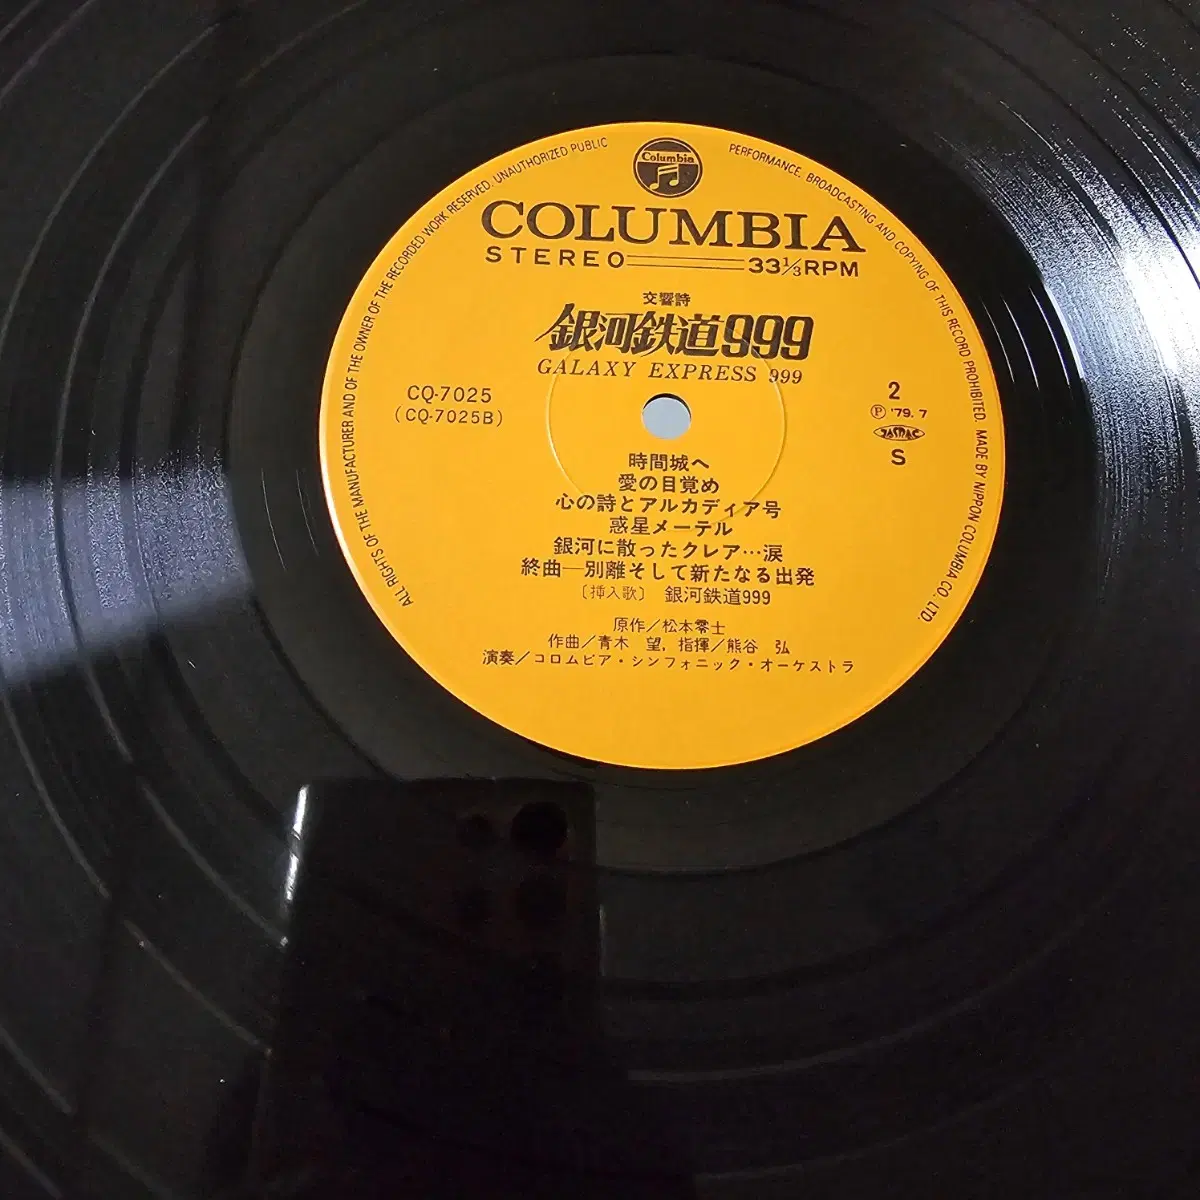 ALL RIGHTS OF THE MANUFACTURER AND OF THE OWNER OF THE RECORDED WORK RESERVED. UNAUTHORIZED PUBLIC PERFORMANCE, BROADCASTING AND COPYING OF THIS RECORD PROHIBITED. MADE BY NIPPON COLUMBIA CO., LTD.
Columbia
COLUMBIA
STEREO 33⅓RPM
交響詩
銀河鉄道999
GALAXY EXPRESS 999
CQ-7025
(CQ-7025B)
2
Ⓟ '79. 7
JASRAC
S
時間城へ
愛の目覚め
心の詩とアルカディア号
惑星メーテル
銀河に散ったクレア…涙
終曲―別離そして新たなる出発
〔挿入歌〕 銀河鉄道999
原作／松本零士
作曲／青木 望, 指揮／熊谷 弘
演奏／コロムビア・シンフォニック・オーケストラ